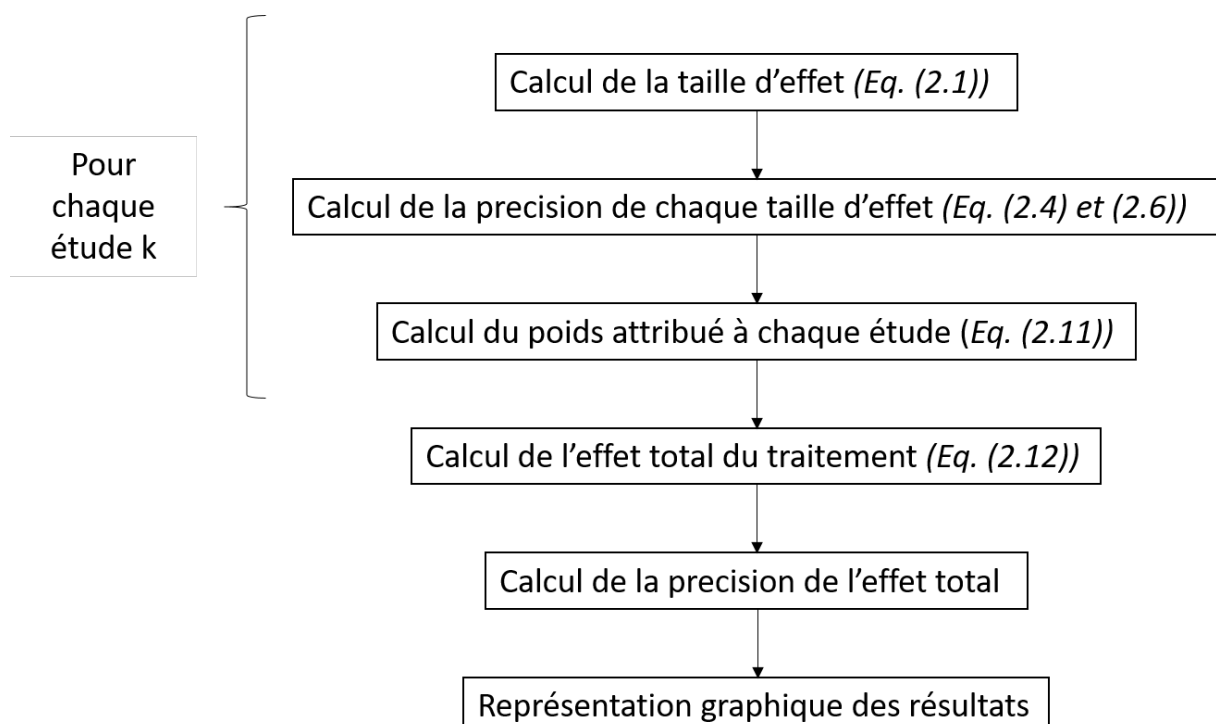 Calcul de la taille d'effet (Eq. (2.1))
Pour
chaque
étude k
Calcul de la precision de chaque taille d'effet (Eq. (2.4) et (2.6))
Calcul du poids attribué à chaque étude (Eq. (2.11))
Calcul de l'effet total du traitement (Eq. (2.12))
Calcul de la precision de l'effet total
Représentation graphique des résultats